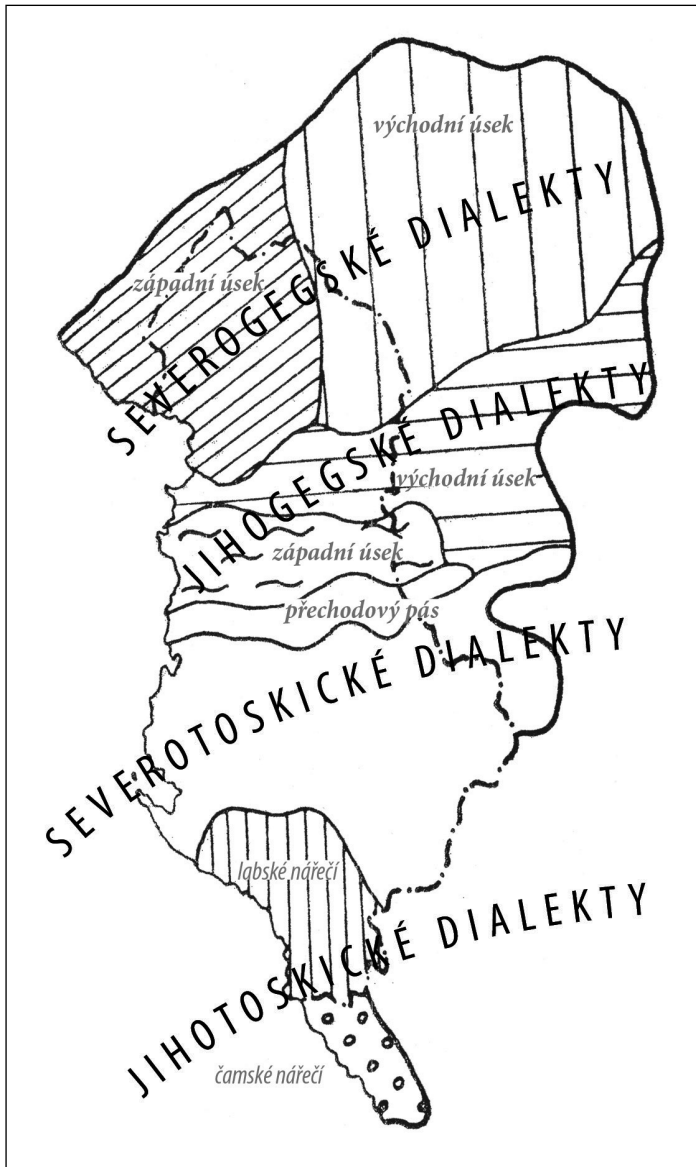 východní úsek
SEVEROGEGSKÉ DIALEKTY
západní úsek
JIHOGEGSKÉ DIALEKTY
východní úsek
západní úsek
přechodový pás
SEVEROTOSKICKÉ DIALEKTY
labské nářečí
JIHOTOSKICKÉ DIALEKTY
čamské nářečí